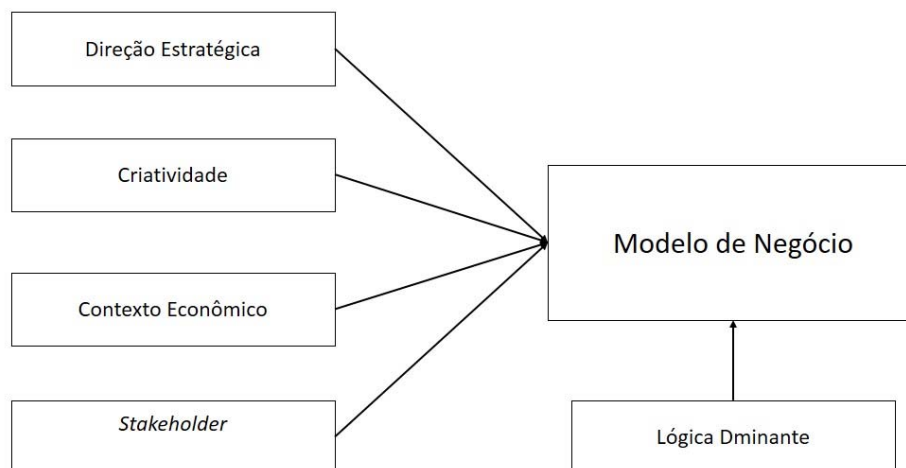 Direção Estratégica
Criatividade
Modelo de Negócio
Contexto Econômico
Stakeholder
Lógica Dminante